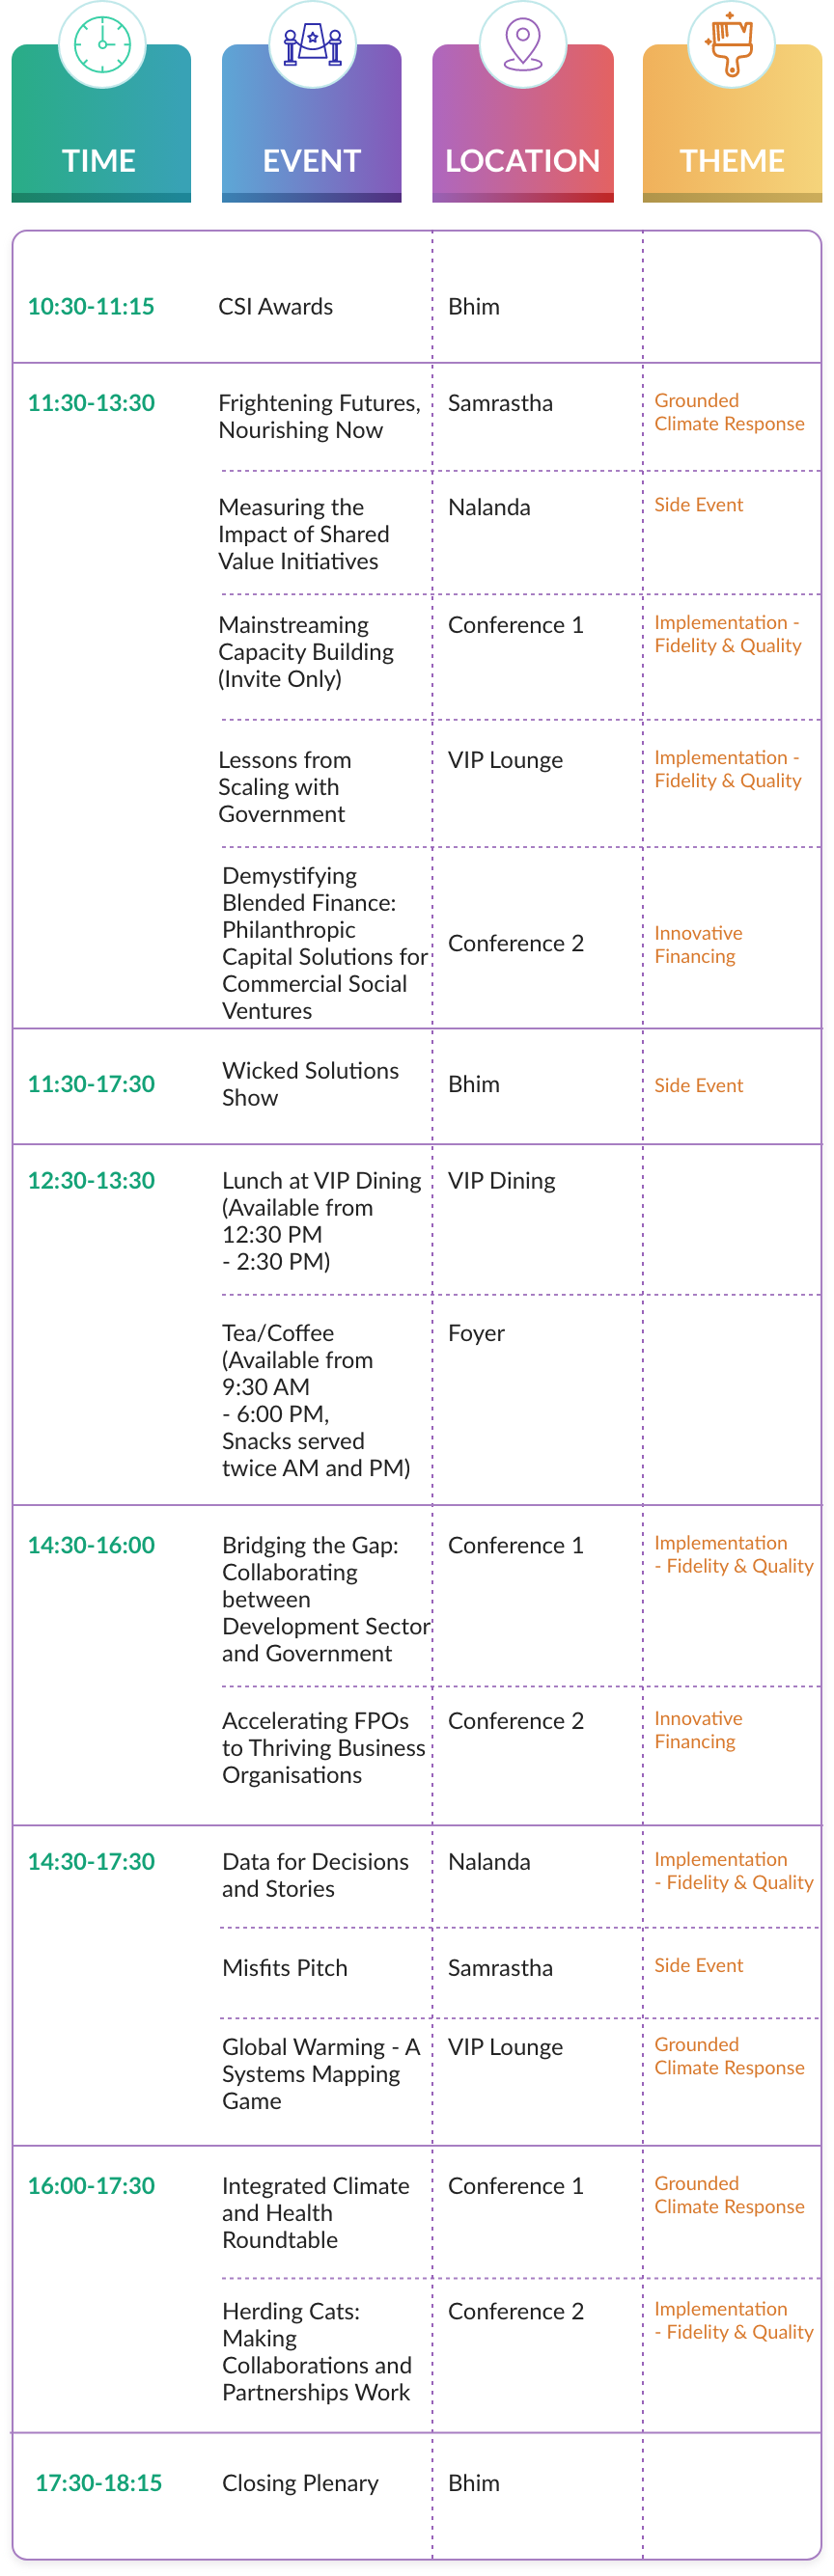 TIME
EVENT
LOCATION
THEME
10:30-11:15
CSI Awards
Bhim
11:30-13:30
Frightening Futures,
Nourishing Now
Samrastha
Grounded
Climate Response
Measuring the
Impact of Shared
Value Initiatives
Nalanda
Side Event
Mainstreaming
Capacity Building
(Invite Only)
Conference 1
Implementation -
Fidelity & Quality
Lessons from
Scaling with
Government
VIP Lounge
Implementation -
Fidelity & Quality
Demystifying
Blended Finance:
Philanthropic
Capital Solutions for
Commercial Social
Ventures
Conference 2
Innovative
Financing
11:30-17:30
Wicked Solutions
Show
Bhim
Side Event
12:30-13:30
Lunch at VIP Dining
(Available from
12:30 PM
- 2:30 PM)
VIP Dining
Tea/Coffee
(Available from
9:30 AM
- 6:00 PM,
Snacks served
twice AM and PM)
Foyer
14:30-16:00
Bridging the Gap:
Collaborating
between
Development Sector
and Government
Conference 1
Implementation
- Fidelity & Quality
Accelerating FPOs
to Thriving Business
Organisations
Conference 2
Innovative
Financing
14:30-17:30
Data for Decisions
and Stories
Nalanda
Implementation
- Fidelity & Quality
Misfits Pitch
Samrastha
Side Event
Global Warming - A
Systems Mapping
Game
VIP Lounge
Grounded
Climate Response
16:00-17:30
Integrated Climate
and Health
Roundtable
Conference 1
Grounded
Climate Response
Herding Cats:
Making
Collaborations and
Partnerships Work
Conference 2
Implementation
- Fidelity & Quality
17:30-18:15
Closing Plenary
Bhim